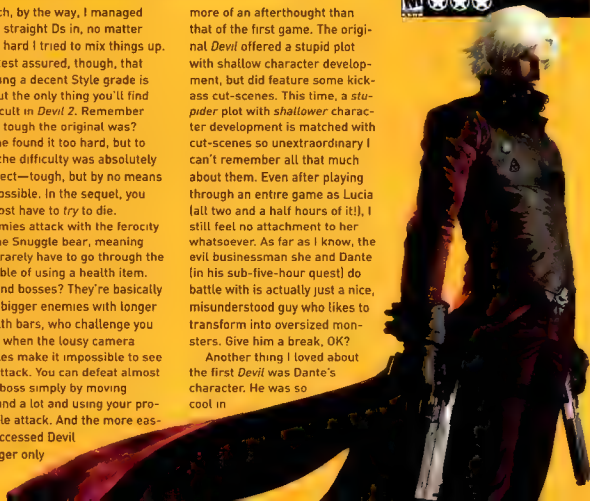 ch, by the way, I managed
straight Ds in, no matter
hard I tried to mix things up.
est assured, though, that
ng a decent Style grade is
ut the only thing you'll find
cult in Devil 2. Remember
tough the original was?
e found it too hard, but to
the difficulty was absolutely
ect—tough, but by no means
ossible. In the sequel, you
ost have to try to die.
mies attack with the ferocity
e Snuggle bear, meaning
rarely have to go through the
ble of using a health item.
nd bosses? They're basically
bigger enemies with longer
th bars, who challenge you
when the lousy camera
les make it impossible to see
ttack. You can defeat almost
boss simply by moving
nd a lot and using your pro-
le attack. And the more eas-
ccessed Devil
ger only
more of an afterthought than
that of the first game. The origi-
nal Devil offered a stupid plot
with shallow character develop-
ment, but did feature some kick-
ass cut-scenes. This time, a stu-
pider plot with shallower charac-
ter development is matched with
cut-scenes so unextraordinary I
can't remember all that much
about them. Even after playing
through an entire game as Lucia
(all two and a half hours of it!), I
still feel no attachment to her
whatsoever. As far as I know, the
evil businessman she and Dante
(in his sub-five-hour quest) do
battle with is actually just a nice,
misunderstood guy who likes to
transform into oversized mon-
sters. Give him a break, OK?
Another thing I loved about
the first Devil was Dante's
character. He was so
cool in